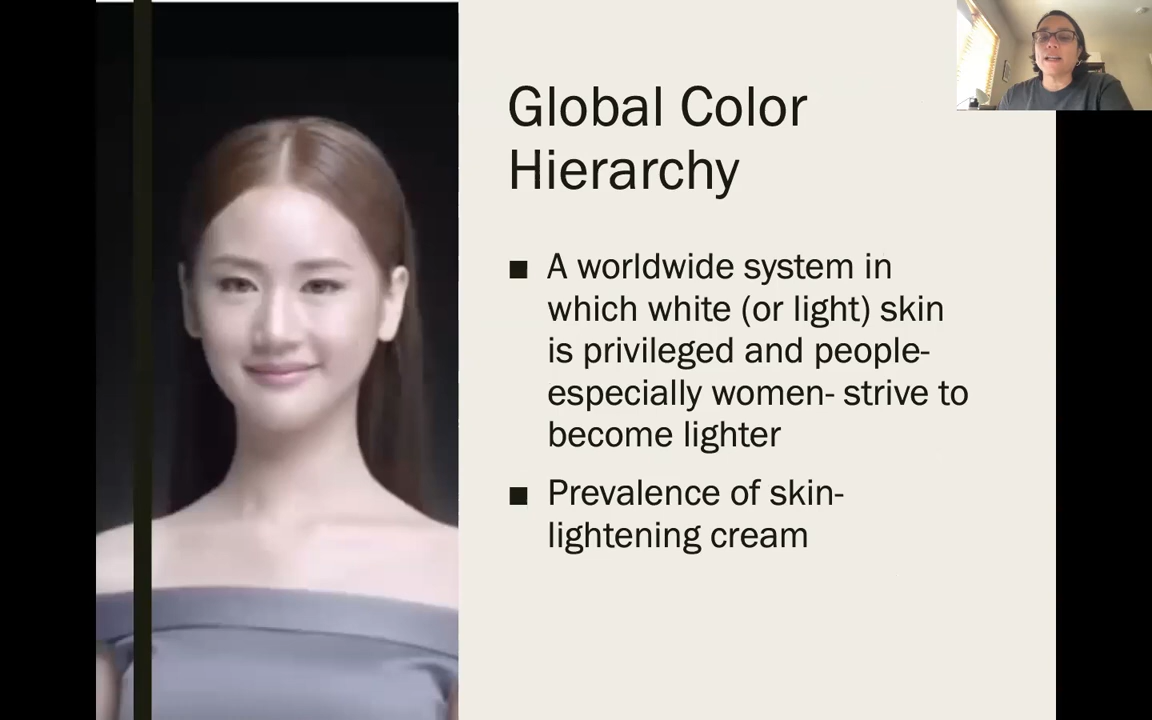 Global Color
Hierarchy
■ A worldwide system in
which white (or light) skin
is privileged and people-
especially women- strive to
become lighter
■ Prevalence of skin-
lightening cream